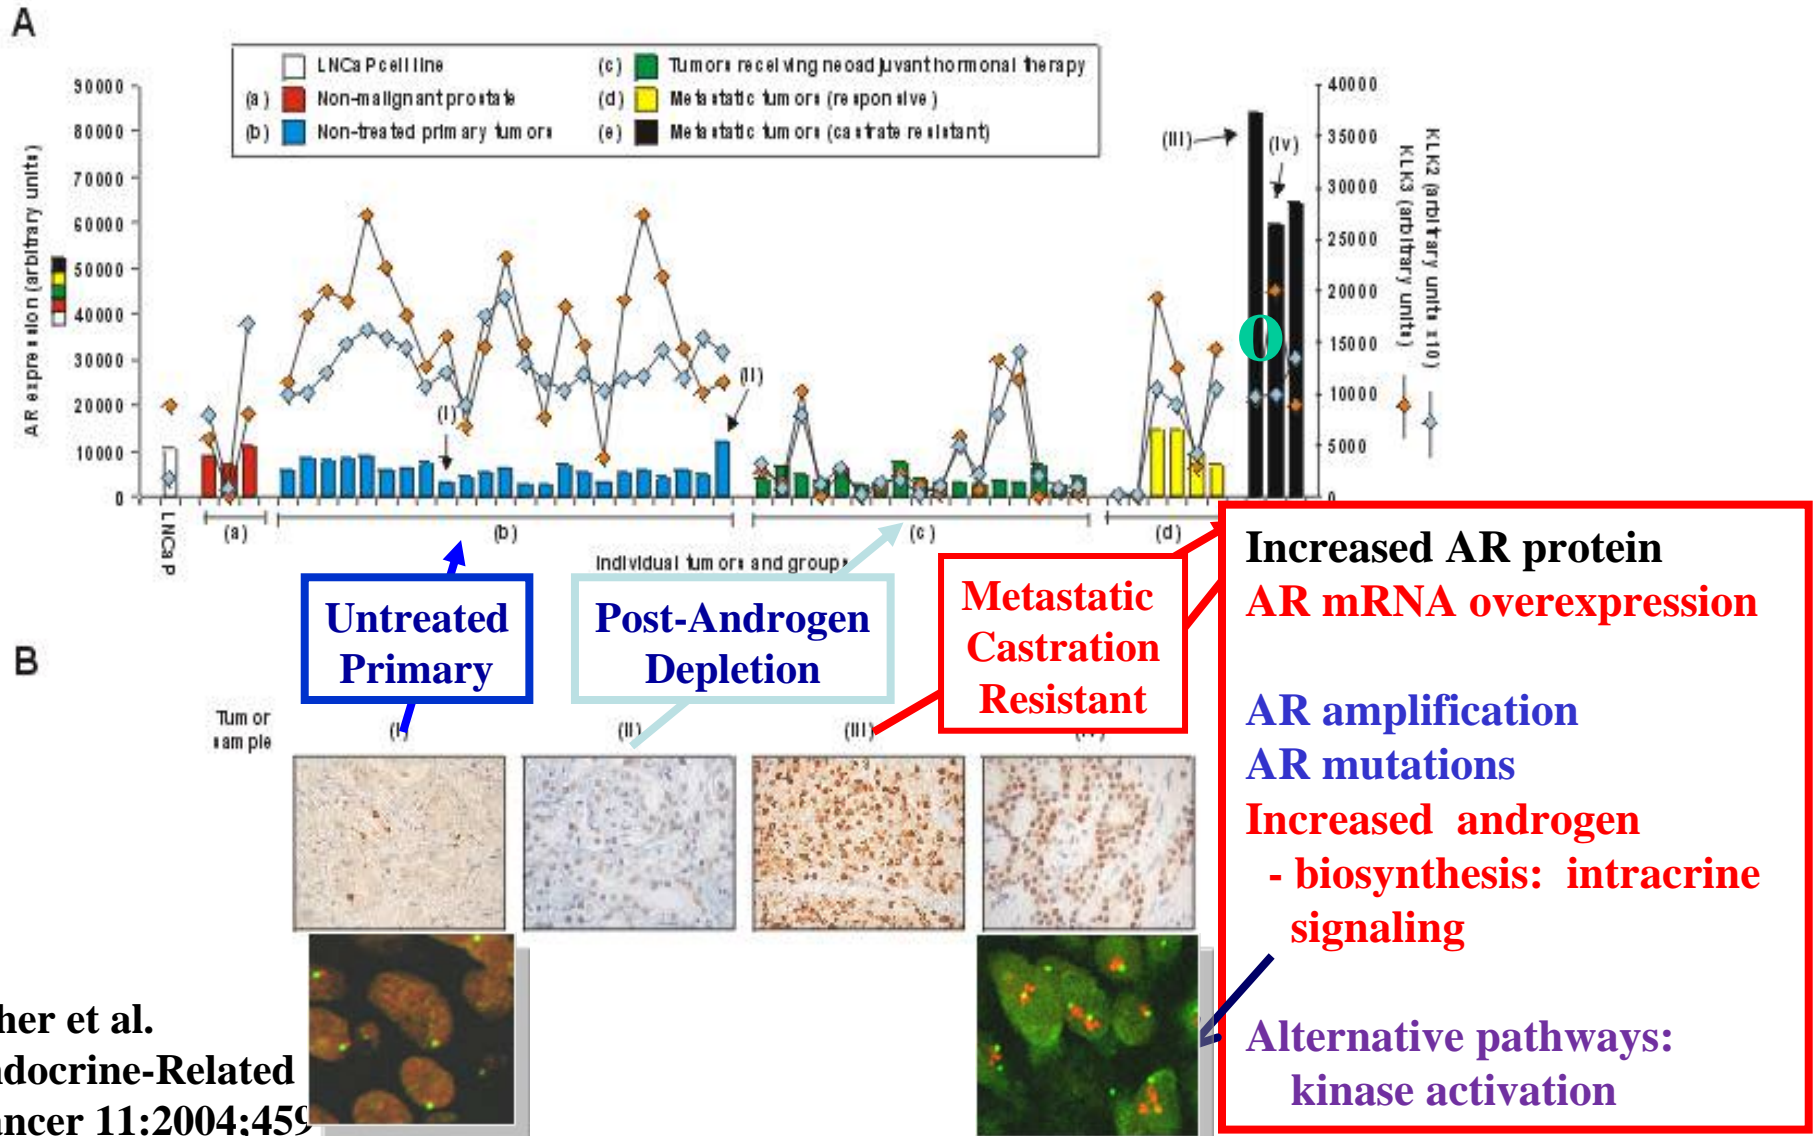 A
LNCaP cell line
(a) Non-malignant prostate
(b) Non-treated primary tumors
(c) Tumors receiving neoadjuvant hormonal therapy
(d) Metastatic tumors (responsive)
(e) Metastatic tumors (castrate resistant)
AR expression (arbitrary units)
90000
80000
70000
60000
50000
40000
30000
20000
10000
0
40000
35000
30000
25000
20000
15000
10000
5000
0
KLK3 (arbitrary units)
KLK2 (arbitrary units x10)
(I)
(II)
(III)
(Iv)
O
LNCaP
(a)
(b)
(c)
(d)
Individual tumors and groups
Untreated
Primary
Post-Androgen
Depletion
Metastatic
Castration
Resistant
Increased AR protein
AR mRNA overexpression
AR amplification
AR mutations
Increased androgen
- biosynthesis: intracrine
signaling
Alternative pathways:
kinase activation
B
Tumor
sample
(I)
(II)
(III)
her et al.
ndocrine-Related
ancer 11:2004;459